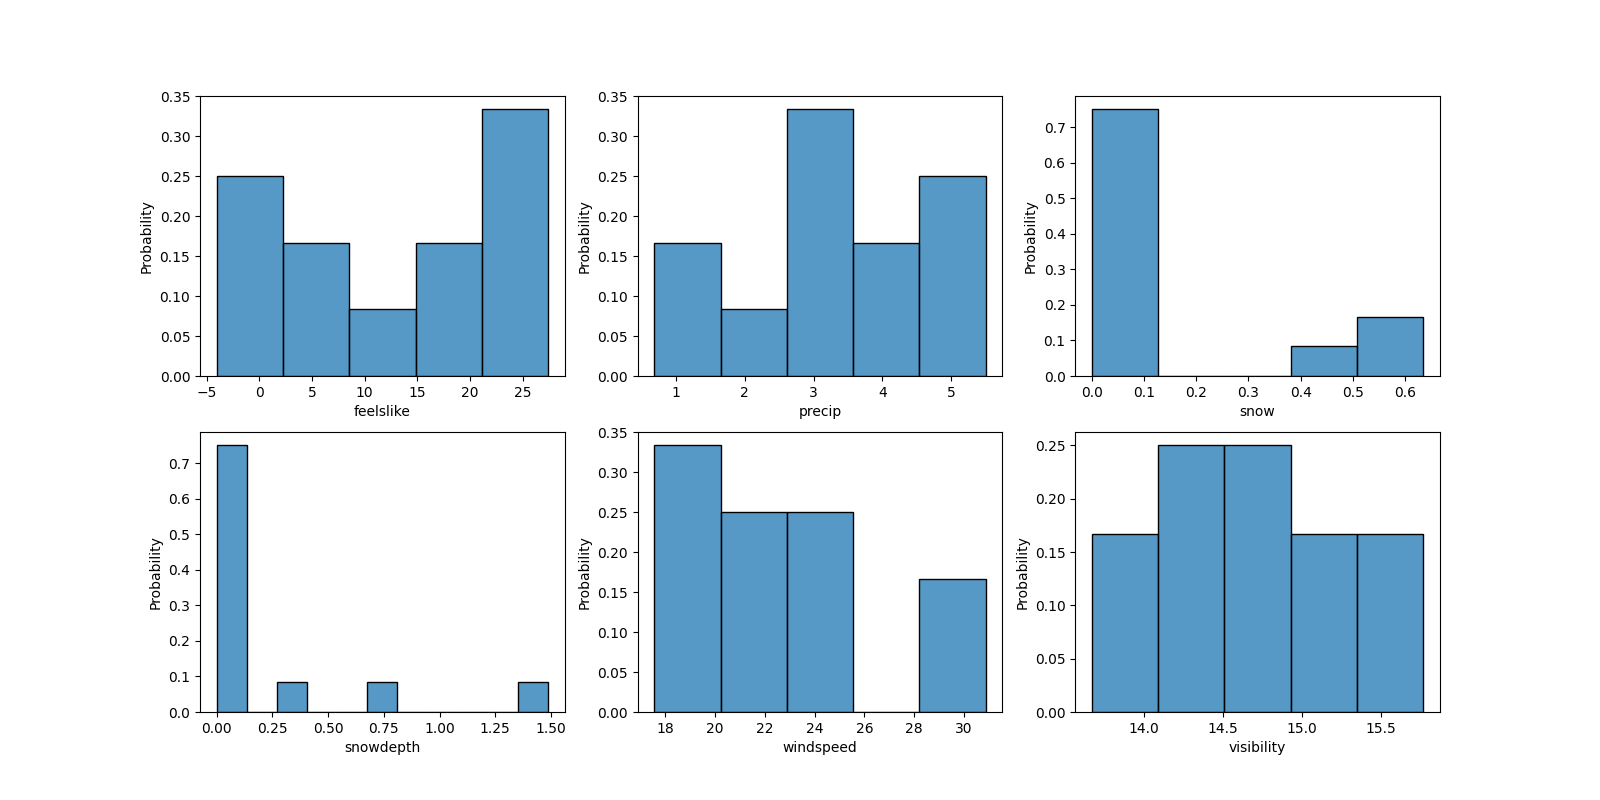 0.35
0.30
0.25
0.20
0.15
0.10
0.05
0.00
Probability
−5 0 5 10 15 20 25
feelslike
0.35
0.30
0.25
0.20
0.15
0.10
0.05
0.00
Probability
1 2 3 4 5
precip
0.7
0.6
0.5
0.4
0.3
0.2
0.1
0.0
Probability
0.0 0.1 0.2 0.3 0.4 0.5 0.6
snow
0.7
0.6
0.5
0.4
0.3
0.2
0.1
0.0
Probability
0.00 0.25 0.50 0.75 1.00 1.25 1.50
snowdepth
0.35
0.30
0.25
0.20
0.15
0.10
0.05
0.00
Probability
18 20 22 24 26 28 30
windspeed
0.25
0.20
0.15
0.10
0.05
0.00
Probability
14.0 14.5 15.0 15.5
visibility